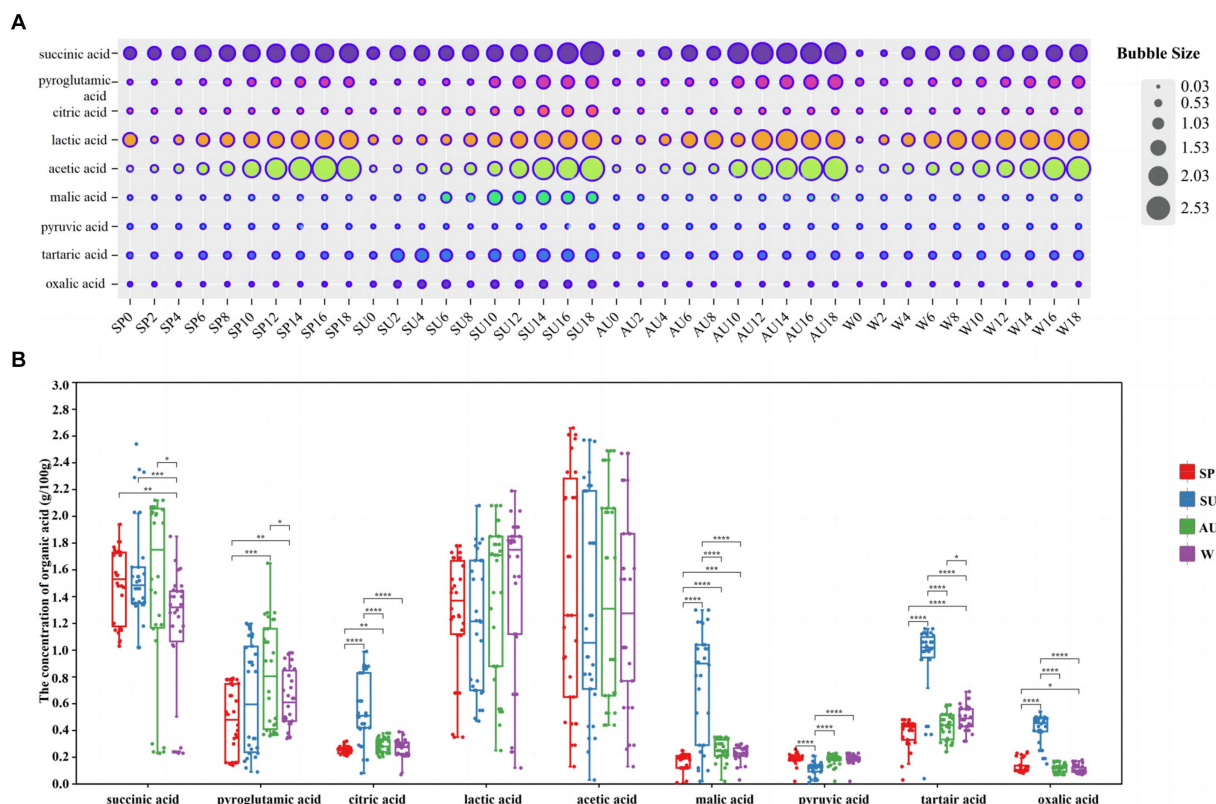 A
succinic acid
pyroglutamic
acid
citric acid
lactic acid
acetic acid
malic acid
pyruvic acid
tartaric acid
oxalic acid
SP0 SP2 SP4 SP6 SP8 SP10 SP12 SP14 SP16 SP18 SU0 SU2 SU4 SU6 SU8 SU10 SU12 SU14 SU16 SU18 AU0 AU2 AU4 AU6 AU8 AU10 AU12 AU14 AU16 AU18 W0 W2 W4 W6 W8 W10 W12 W14 W16 W18
Bubble Size
0.03
0.53
1.03
1.53
2.03
2.53
B
The concentration of organic acid (g/100g)
3.0
2.8
2.6
2.4
2.2
2.0
1.8
1.6
1.4
1.2
1.0
0.8
0.6
0.4
0.2
0.0
* *** **
* ** ***
**** **** ** ****
**** **** *** **** ****
**** **** ****
* **** **** **** ****
**** **** * ****
succinic acid pyroglutamic acid citric acid lactic acid acetic acid malic acid pyruvic acid tartair acid oxalic acid
SP
SU
AU
W